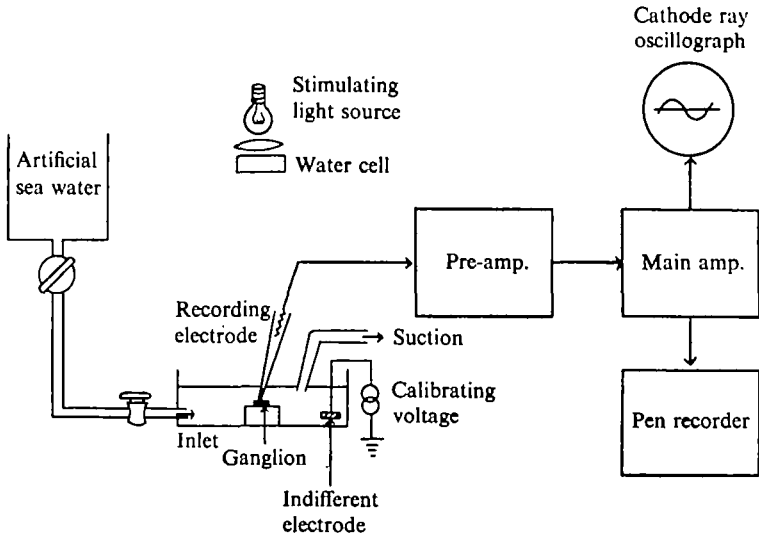 Cathode ray
oscillograph
Stimulating
light source
Water cell
Artificial
sea water
Pre-amp.
Main amp.
Recording
electrode
Suction
Calibrating
voltage
Pen recorder
Inlet
Ganglion
Indifferent
electrode